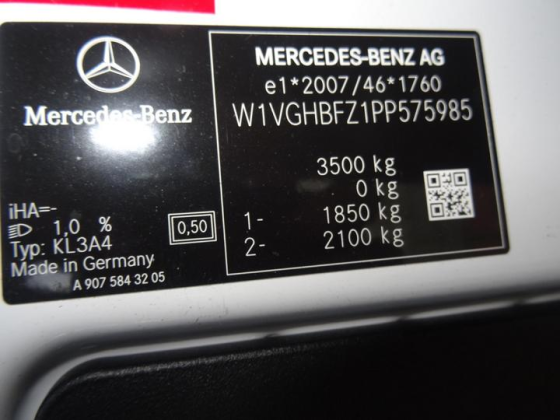 Mercedes-Benz
iHA=-
1,0 %
0,50
Typ: KL3A4
Made in Germany
A 907 584 32 05
MERCEDES-BENZ AG
e1*2007/46*1760
W1VGHBFZ1PP575985
3500 kg
0 kg
1- 1850 kg
2- 2100 kg